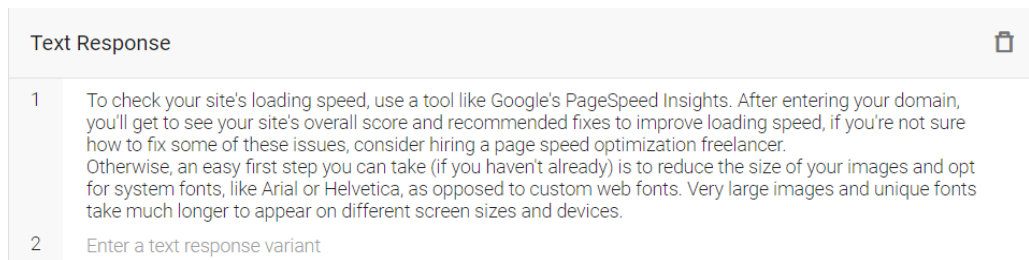 Text Response
1 To check your site's loading speed, use a tool like Google's PageSpeed Insights. After entering your domain,
you'll get to see your site's overall score and recommended fixes to improve loading speed, if you're not sure
how to fix some of these issues, consider hiring a page speed optimization freelancer.
Otherwise, an easy first step you can take (if you haven't already) is to reduce the size of your images and opt
for system fonts, like Arial or Helvetica, as opposed to custom web fonts. Very large images and unique fonts
take much longer to appear on different screen sizes and devices.
2 Enter a text response variant